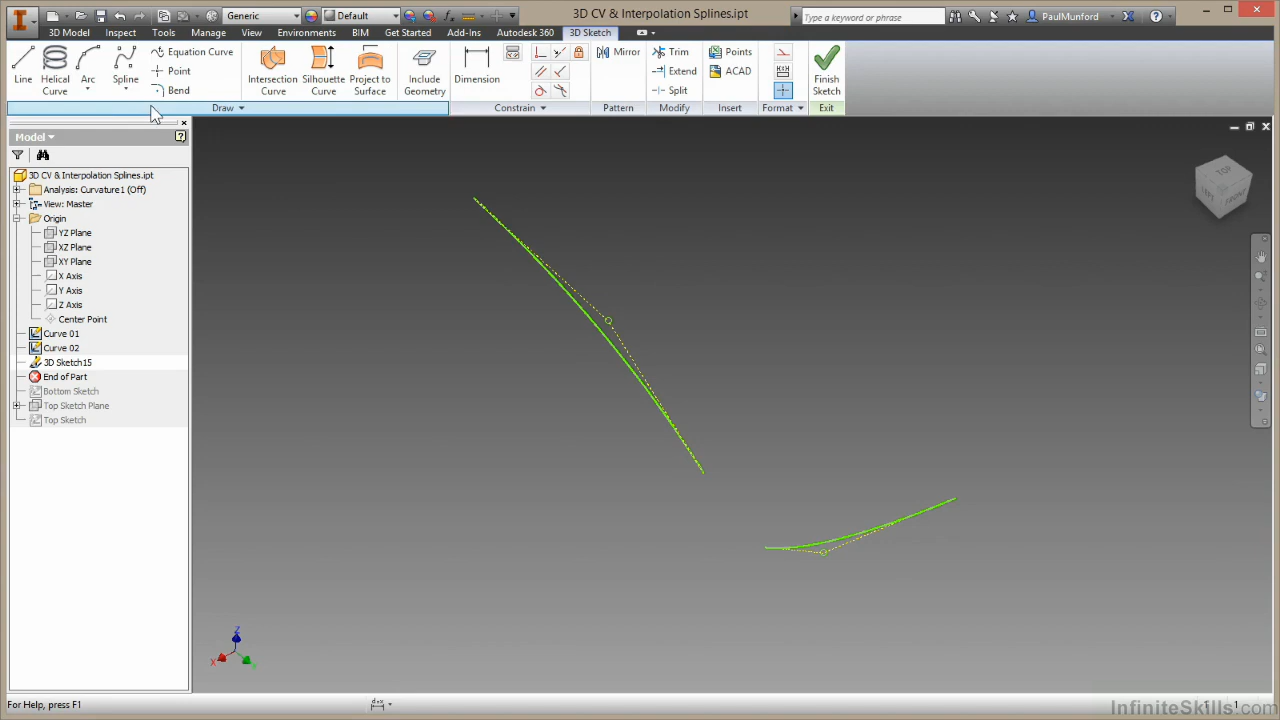 Generic
Default
3D CV & Interpolation Splines.ipt
Type a keyword or phrase
PaulMunford
3D Model
Inspect
Tools
Manage
View
Environments
BIM
Get Started
Add-Ins
Autodesk 360
3D Sketch
Line
Helical
Curve
Arc
Spline
Equation Curve
Point
Bend
Intersection
Curve
Silhouette
Curve
Project to
Surface
Include
Geometry
Dimension
Mirror
Trim
Extend
Split
Points
ACAD
Finish
Sketch
Draw
Constrain
Pattern
Modify
Insert
Format
Exit
Model
3D CV & Interpolation Splines.ipt
Analysis: Curvature1 (Off)
View: Master
Origin
YZ Plane
XZ Plane
XY Plane
X Axis
Y Axis
Z Axis
Center Point
Curve 01
Curve 02
3D Sketch15
End of Part
Bottom Sketch
Top Sketch Plane
Top Sketch
TOP
LEFT
FRONT
Z
X
For Help, press F1
1
InfiniteSkills.com